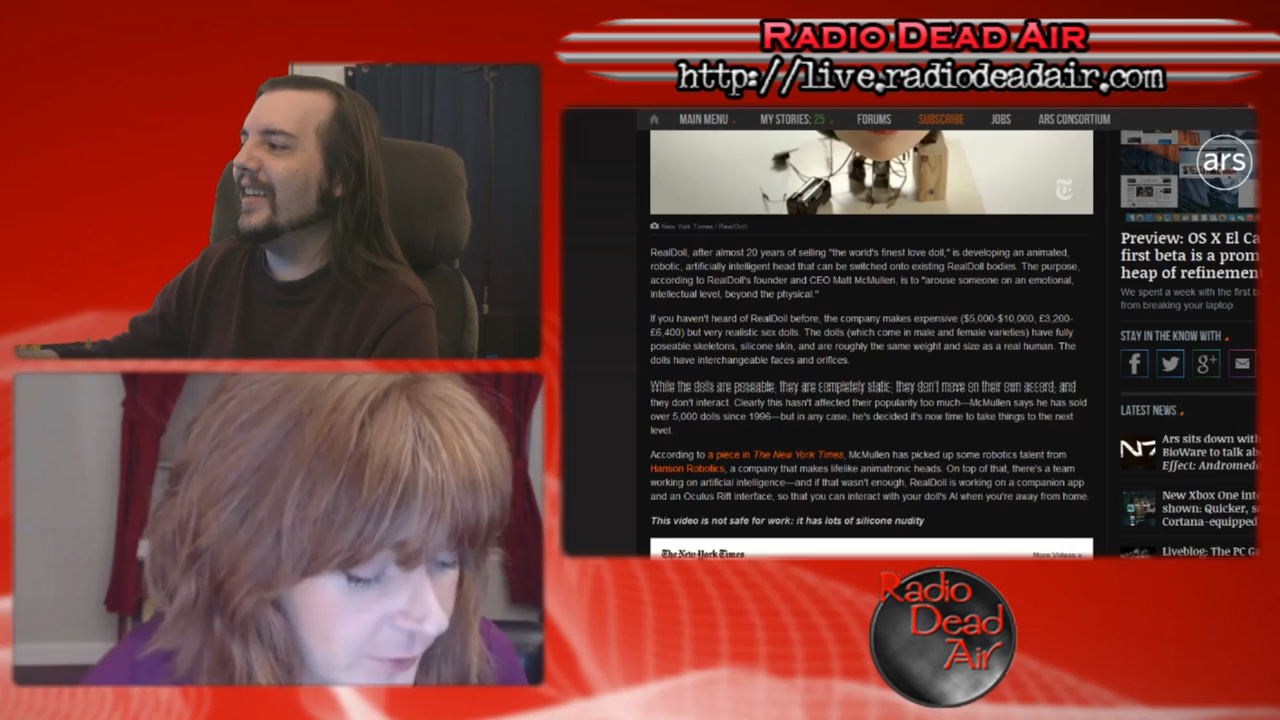 RADIO DEAD AIR
http://live.radiodeadair.com
MAIN MENU
MY STORIES: 25
FORUMS
SUBSCRIBE
JOBS
ARS CONSORTIUM
New York Times / RealDoll
RealDoll, after almost 20 years of selling "the world's finest love doll," is developing an animated,
robotic, artificially intelligent head that can be switched onto existing RealDoll bodies. The purpose,
according to RealDoll's founder and CEO Matt McMullen, is to "arouse someone on an emotional,
intellectual level, beyond the physical."
If you haven't heard of RealDoll before, the company makes expensive ($5,000-$10,000, £3,200-
£6,400) but very realistic sex dolls. The dolls (which come in male and female varieties) have fully
poseable skeletons, silicone skin, and are roughly the same weight and size as a real human. The
dolls have interchangeable faces and orifices.
While the dolls are poseable, they are completely static; they don't move on their own accord, and
they don't interact. Clearly this hasn't affected their popularity too much—McMullen says he has sold
over 5,000 dolls since 1996—but in any case, he's decided it's now time to take things to the next
level.
According to a piece in The New York Times, McMullen has picked up some robotics talent from
Hanson Robotics, a company that makes lifelike animatronic heads. On top of that, there's a team
working on artificial intelligence—and if that wasn't enough, RealDoll is working on a companion app
and an Oculus Rift interface, so that you can interact with your doll's AI when you're away from home.
This video is not safe for work: it has lots of silicone nudity
The New York Times
More Videos »
ars
Preview: OS X El Ca
first beta is a prom
heap of refinement
We spent a week with the first b
from breaking your laptop.
STAY IN THE KNOW WITH
f
g+
LATEST NEWS
N7
Ars sits down with
BioWare to talk ab
Effect: Andromeda
New Xbox One int
shown: Quicker, s
Cortana-equipped
Liveblog: The PC Ga
Radio
Dead
Air